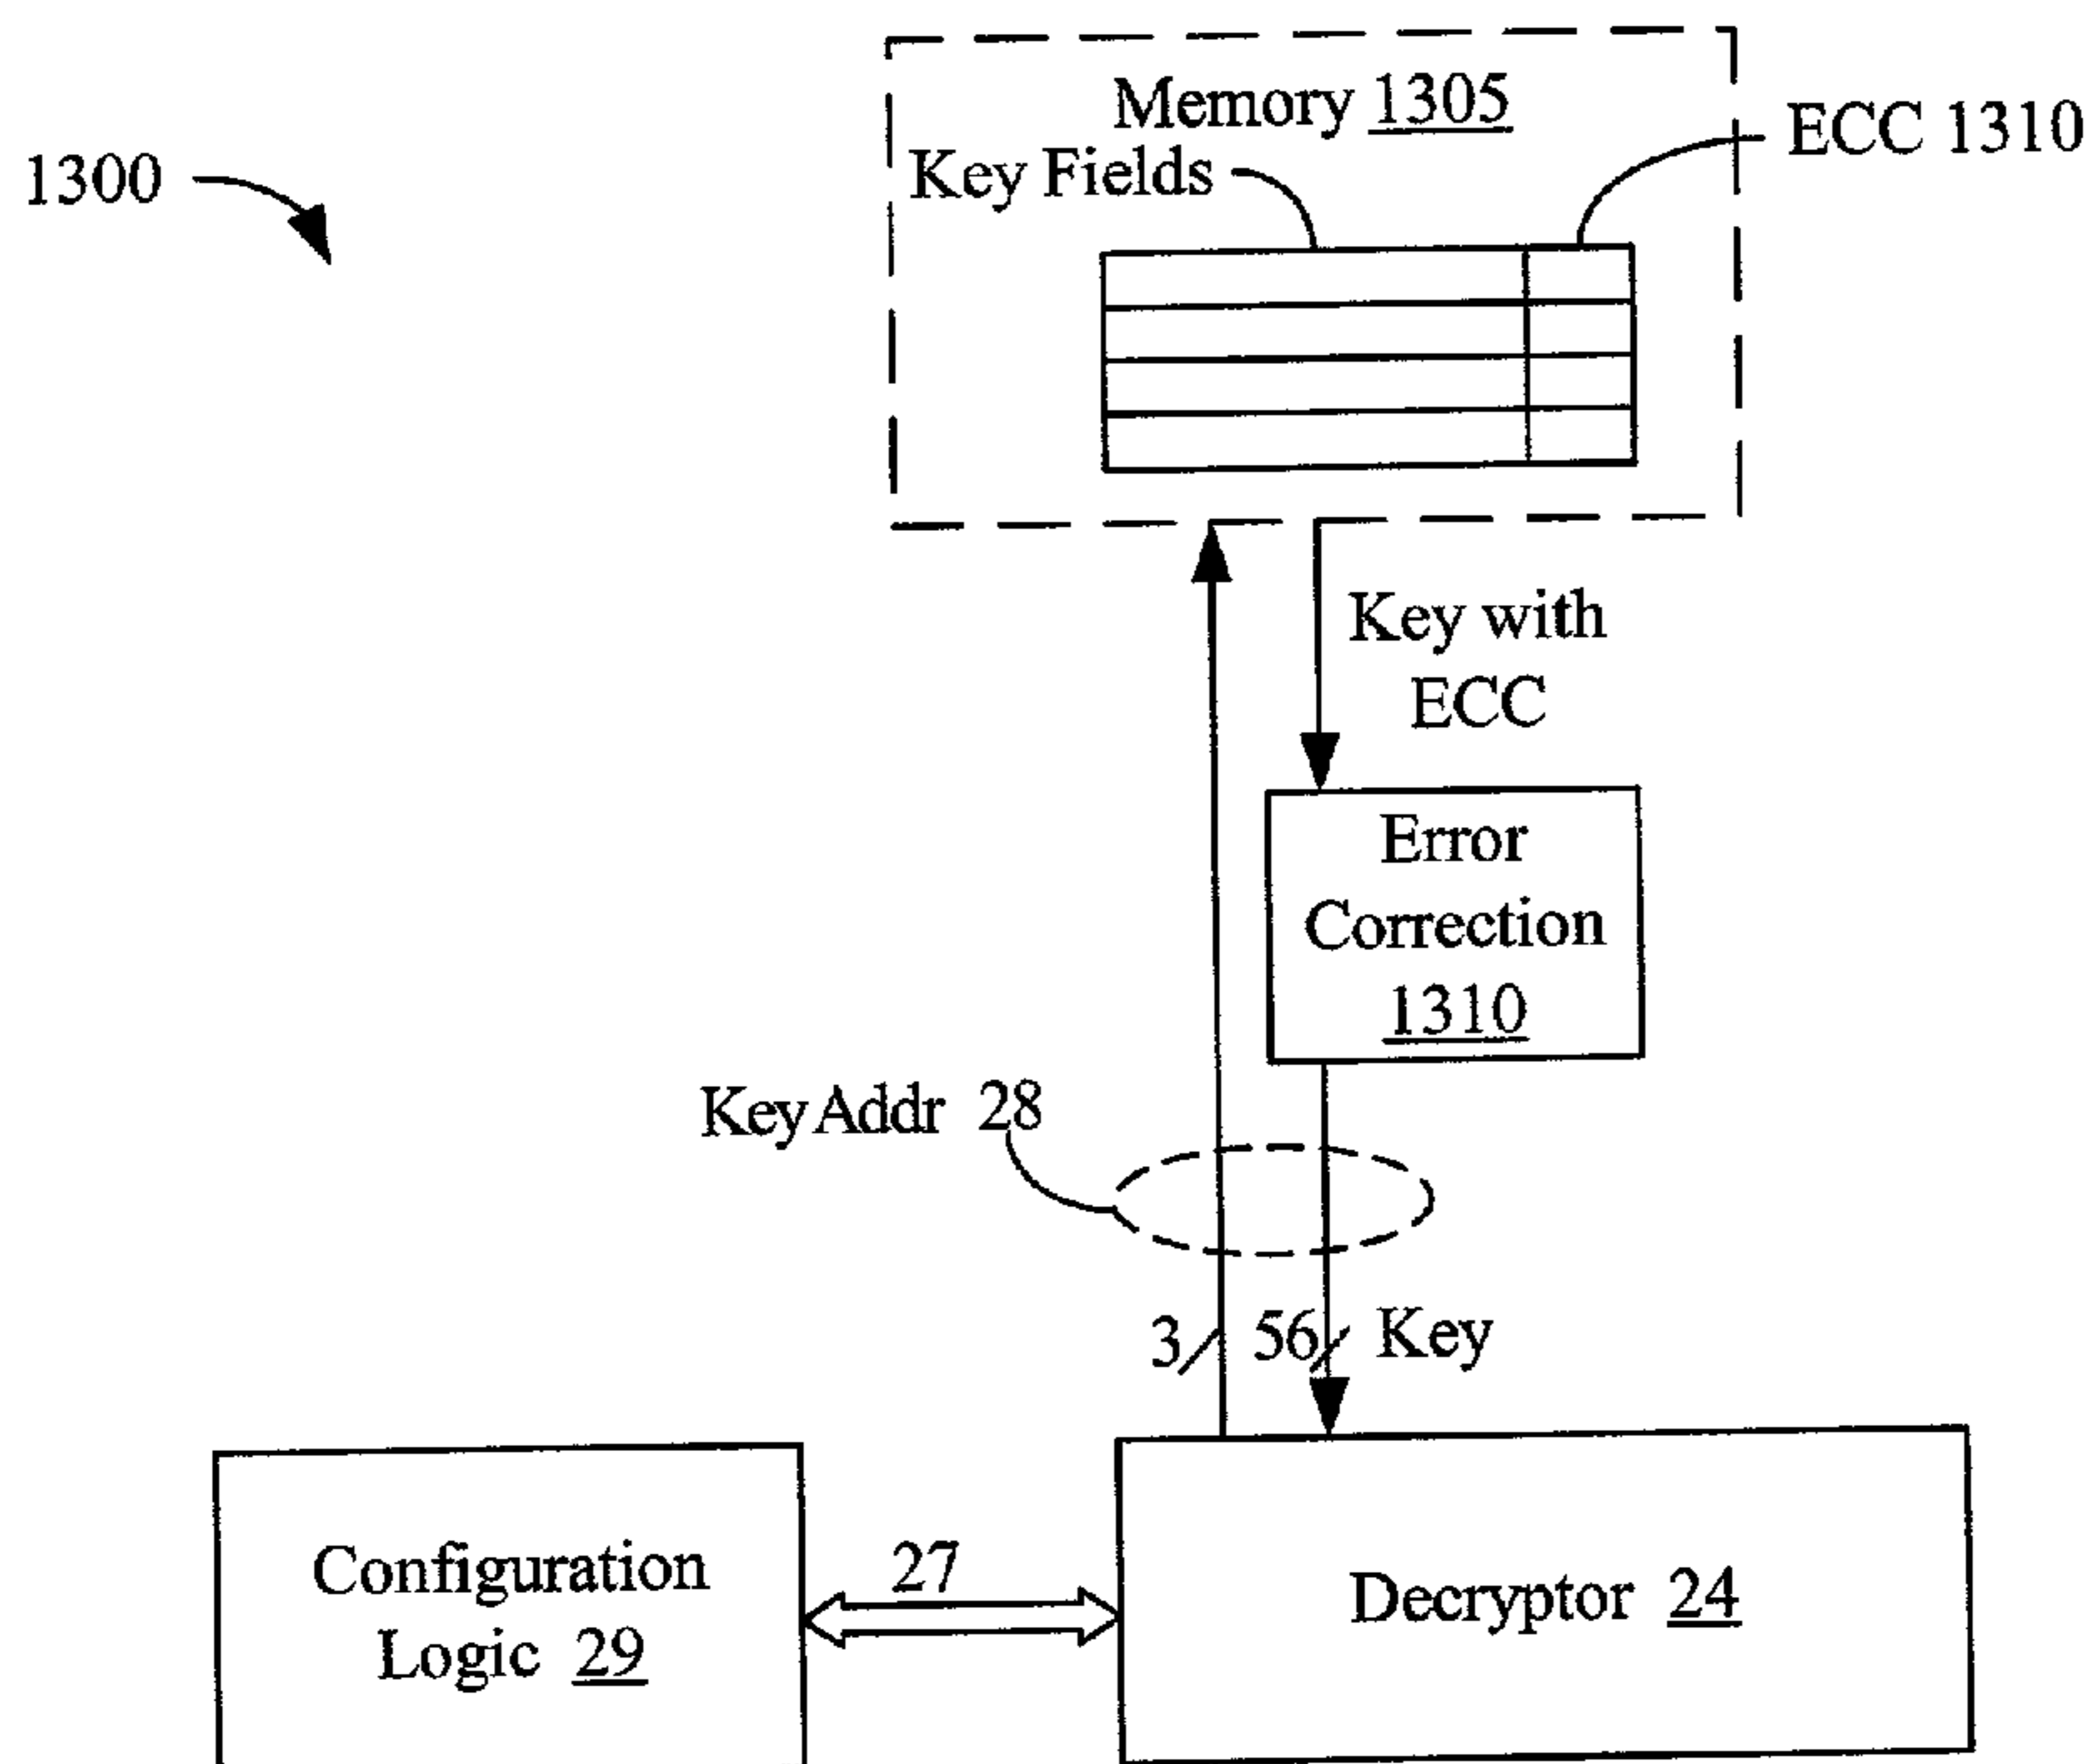 Memory 1305
ECC 1310
1300
Key Fields
Key with
ECC
Error
Correction
1310
Key Addr 28
3
56
Key
Configuration
Logic 29
27
Decryptor 24